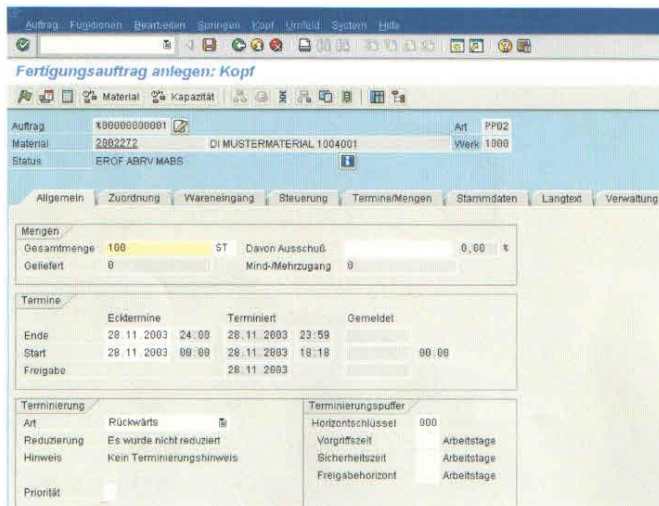 Auftrag Funktionen Bearbeiten Springen Kopf Umfeld System Hilfe
Fertigungsauftrag anlegen: Kopf
Material Kapazität
Auftrag %00000000001 Art PP02
Material 2002272 DI MUSTERMATERIAL 1004001 Werk 1000
Status EROF ABRV MABS
Allgemein Zuordnung Wareneingang Steuerung Termine/Mengen Stammdaten Langtext Verwaltung
Mengen
Gesamtmenge 100 ST Davon Ausschuß 0,00 %
Geliefert 0 Mind-/Mehrzugang 0
Termine
Ecktermine Terminiert Gemeldet
Ende 28.11.2003 24:00 28.11.2003 23:59
Start 28.11.2003 00:00 28.11.2003 18:18 00:00
Freigabe 28.11.2003
Terminierung Terminierungspuffer
Art Rückwärts Horizontschlüssel 000
Reduzierung Es wurde nicht reduziert Vorgriffszeit Arbeitstage
Hinweis Kein Terminierungshinweis Sicherheitszeit Arbeitstage
Freigabehorizont Arbeitstage
Priorität